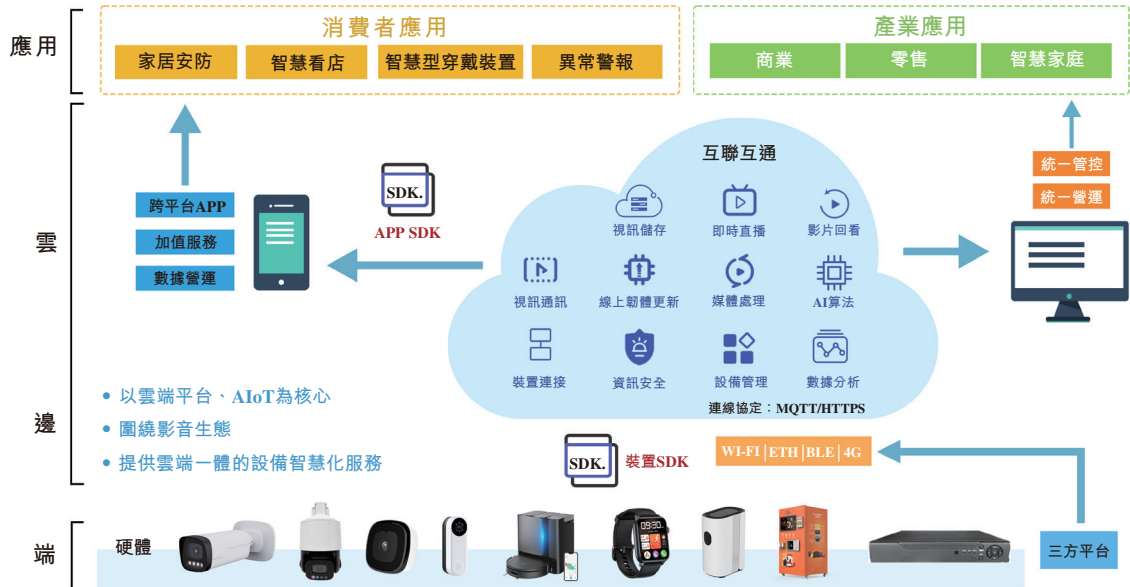 應用
消費者應用
家居安防
智慧看店
智慧型穿戴裝置
異常警報
產業應用
商業
零售
智慧家庭
雲
跨平台APP
加值服務
數據營運
SDK.
APP SDK
互聯互通
視訊儲存
即時直播
影片回看
視訊通訊
線上韌體更新
媒體處理
AI算法
裝置連接
資訊安全
設備管理
數據分析
連線協定：MQTT/HTTPS
統一管控
統一營運
邊
• 以雲端平台、AIoT為核心
• 圍繞影音生態
• 提供雲端一體的設備智慧化服務
SDK.
裝置SDK
WI-FI|ETH|BLE|4G
端
硬體
09:30
三方平台